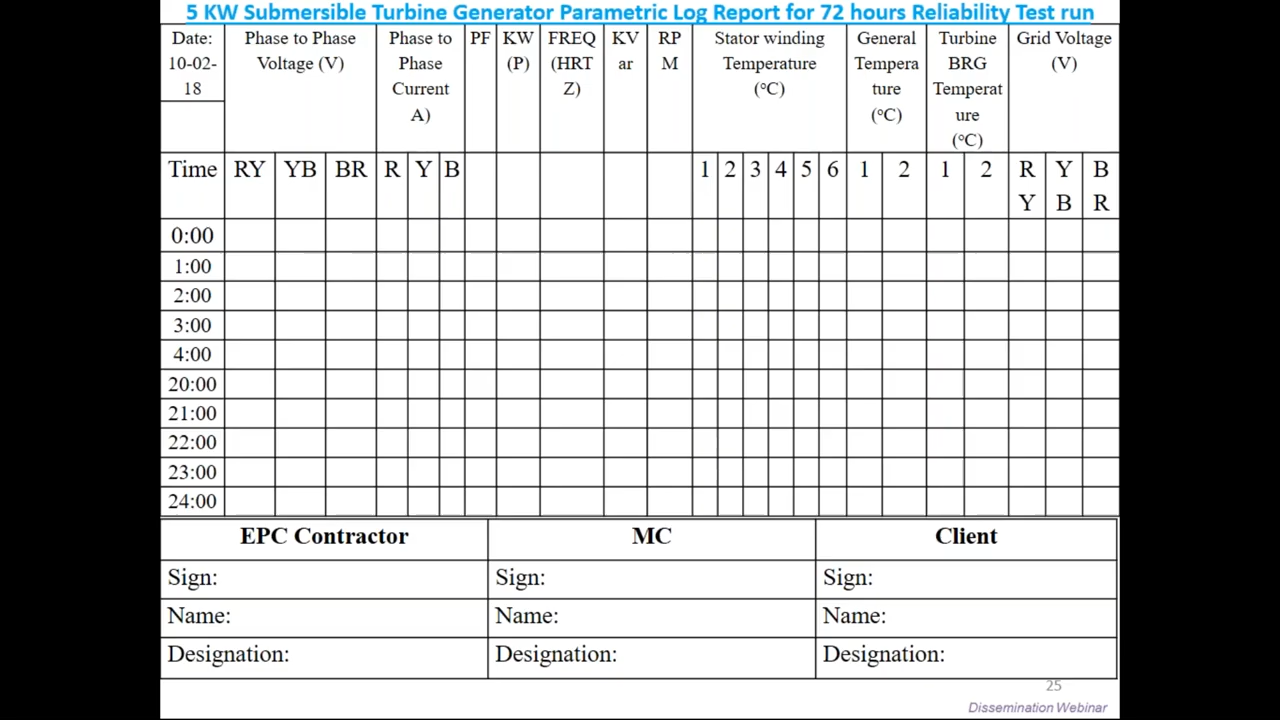 5 KW Submersible Turbine Generator Parametric Log Report for 72 hours Reliability Test run
Date:
10-02-
18
Phase to Phase
Voltage (V)
Phase to
Phase
Current
A)
PF
KW
(P)
FREQ
(HRT
Z)
KV
ar
RP
M
Stator winding
Temperature
(°C)
General
Tempera
ture
(°C)
Turbine
BRG
Temperat
ure
(°C)
Grid Voltage
(V)
Time RY YB BR R Y B 1 2 3 4 5 6 1 2 1 2 R Y B
Y B R
0:00
1:00
2:00
3:00
4:00
20:00
21:00
22:00
23:00
24:00
EPC Contractor MC Client
Sign: Sign: Sign:
Name: Name: Name:
Designation: Designation: Designation:
25
Dissemination Webinar